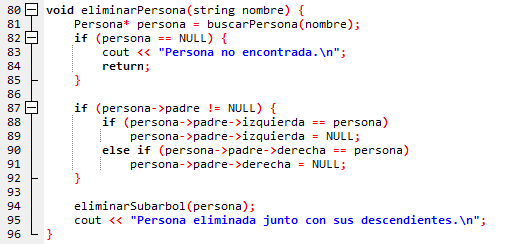 80 void eliminarPersona(string nombre) {
81     Persona* persona = buscarPersona(nombre);
82     if (persona == NULL) {
83         cout << "Persona no encontrada.\n";
84         return;
85     }
86
87     if (persona->padre != NULL) {
88         if (persona->padre->izquierda == persona)
89             persona->padre->izquierda = NULL;
90         else if (persona->padre->derecha == persona)
91             persona->padre->derecha = NULL;
92     }
93
94     eliminarSubarbol(persona);
95     cout << "Persona eliminada junto con sus descendientes.\n";
96 }